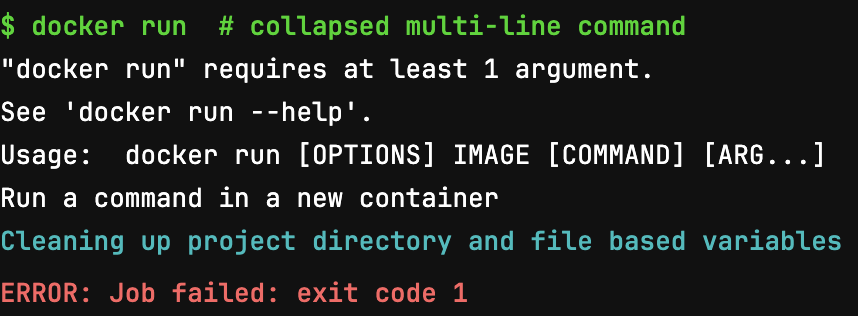 $ docker run  # collapsed multi-line command
"docker run" requires at least 1 argument.
See 'docker run --help'.
Usage:  docker run [OPTIONS] IMAGE [COMMAND] [ARG...]
Run a command in a new container
Cleaning up project directory and file based variables
ERROR: Job failed: exit code 1